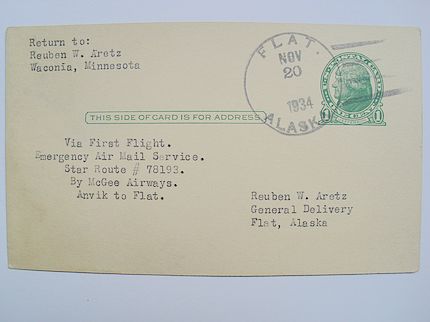 Return to:
Reuben W. Aretz
Waconia, Minnesota
FLAT.
NOV
20
1934
ALASKA
THIS SIDE OF CARD IS FOR ADDRESS
1 1
Via First Flight.
Emergency Air Mail Service.
Star Route # 78193.
By McGee Airways.
Anvik to Flat.
Reuben W. Aretz
General Delivery
Flat, Alaska